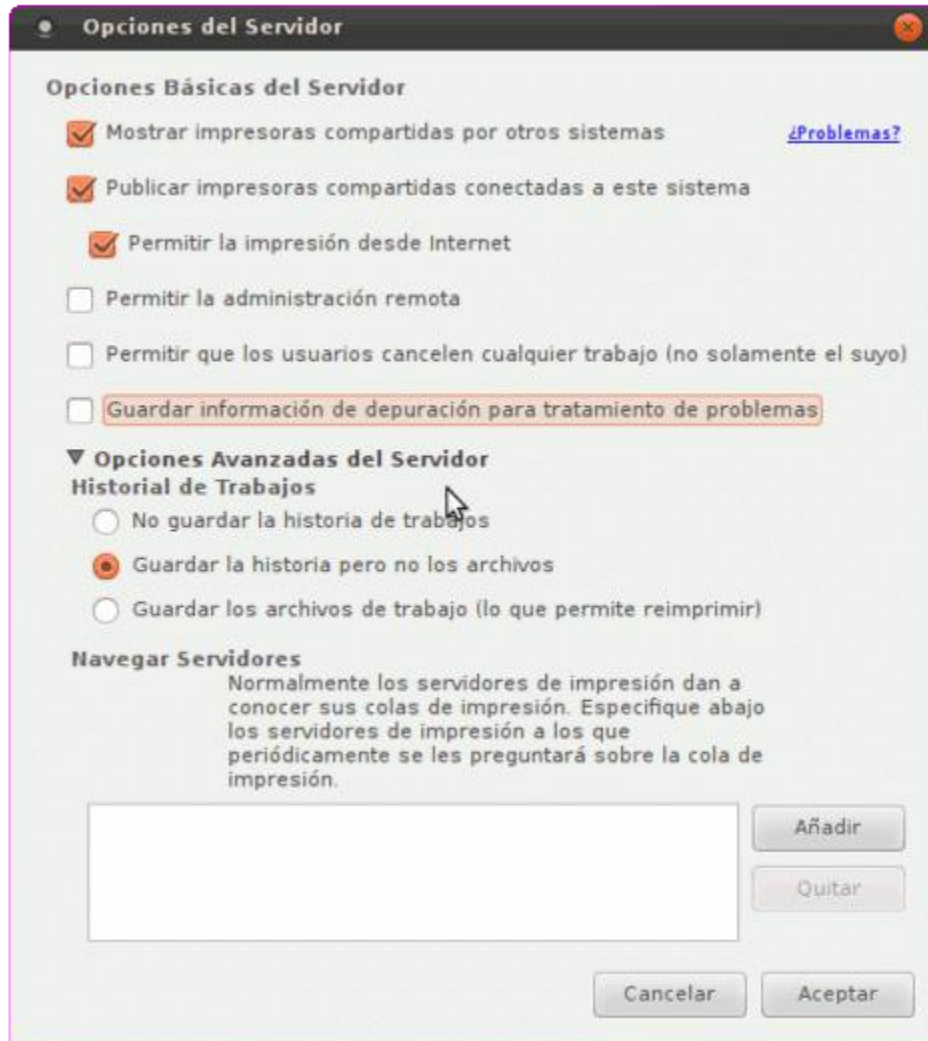 Opciones del Servidor
Opciones Básicas del Servidor
Mostrar impresoras compartidas por otros sistemas
¿Problemas?
Publicar impresoras compartidas conectadas a este sistema
Permitir la impresión desde Internet
Permitir la administración remota
Permitir que los usuarios cancelen cualquier trabajo (no solamente el suyo)
Guardar información de depuración para tratamiento de problemas
Opciones Avanzadas del Servidor
Historial de Trabajos
No guardar la historia de trabajos
Guardar la historia pero no los archivos
Guardar los archivos de trabajo (lo que permite reimprimir)
Navegar Servidores
Normalmente los servidores de impresión dan a
conocer sus colas de impresión. Especifique abajo
los servidores de impresión a los que
periódicamente se les preguntará sobre la cola de
impresión.
Añadir
Quitar
Cancelar
Aceptar